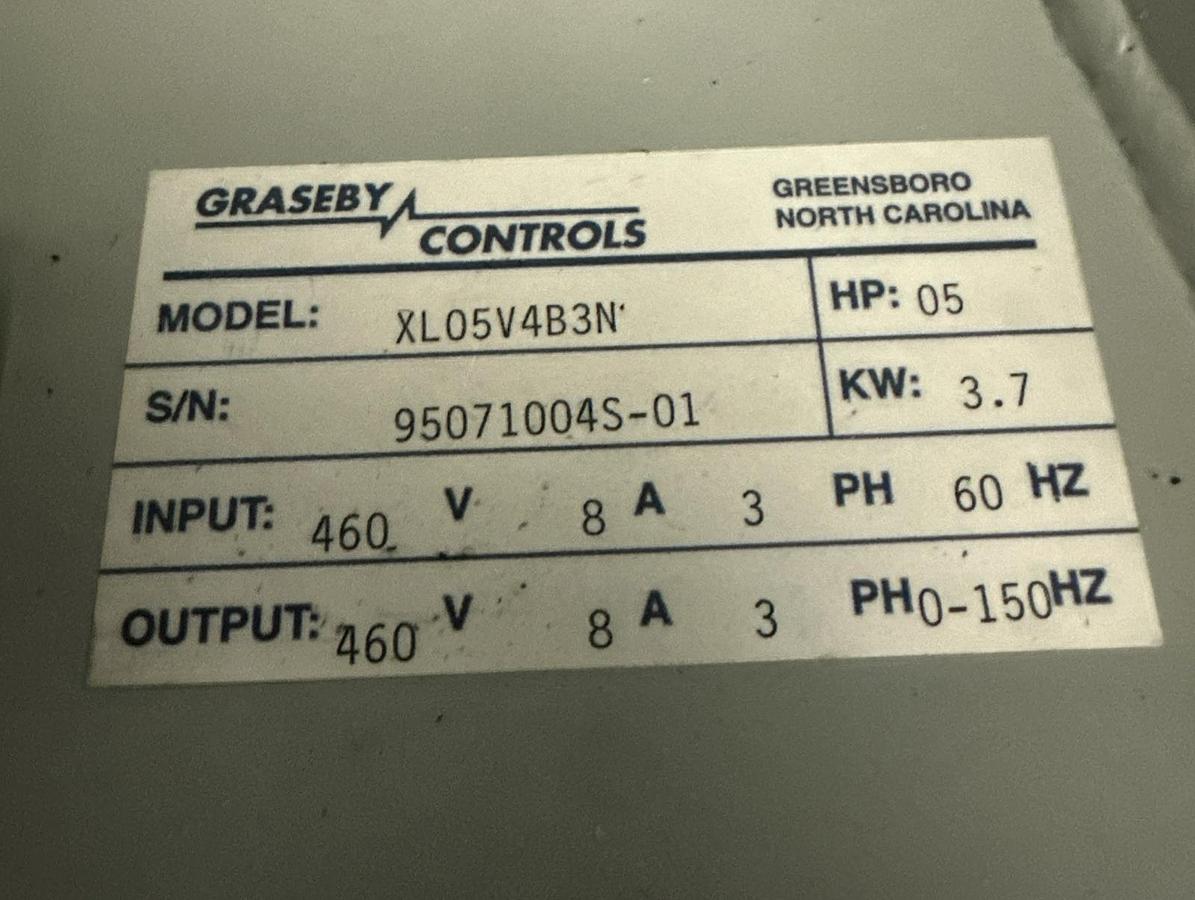 GRASEBY
CONTROLS
GREENSBORO
NORTH CAROLINA
MODEL: XL05V4B3N
HP: 05
S/N: 95071004S-01
KW: 3.7
INPUT: 460 V 8 A 3 PH 60 HZ
OUTPUT: 460 V 8 A 3 PH 0-150 HZ